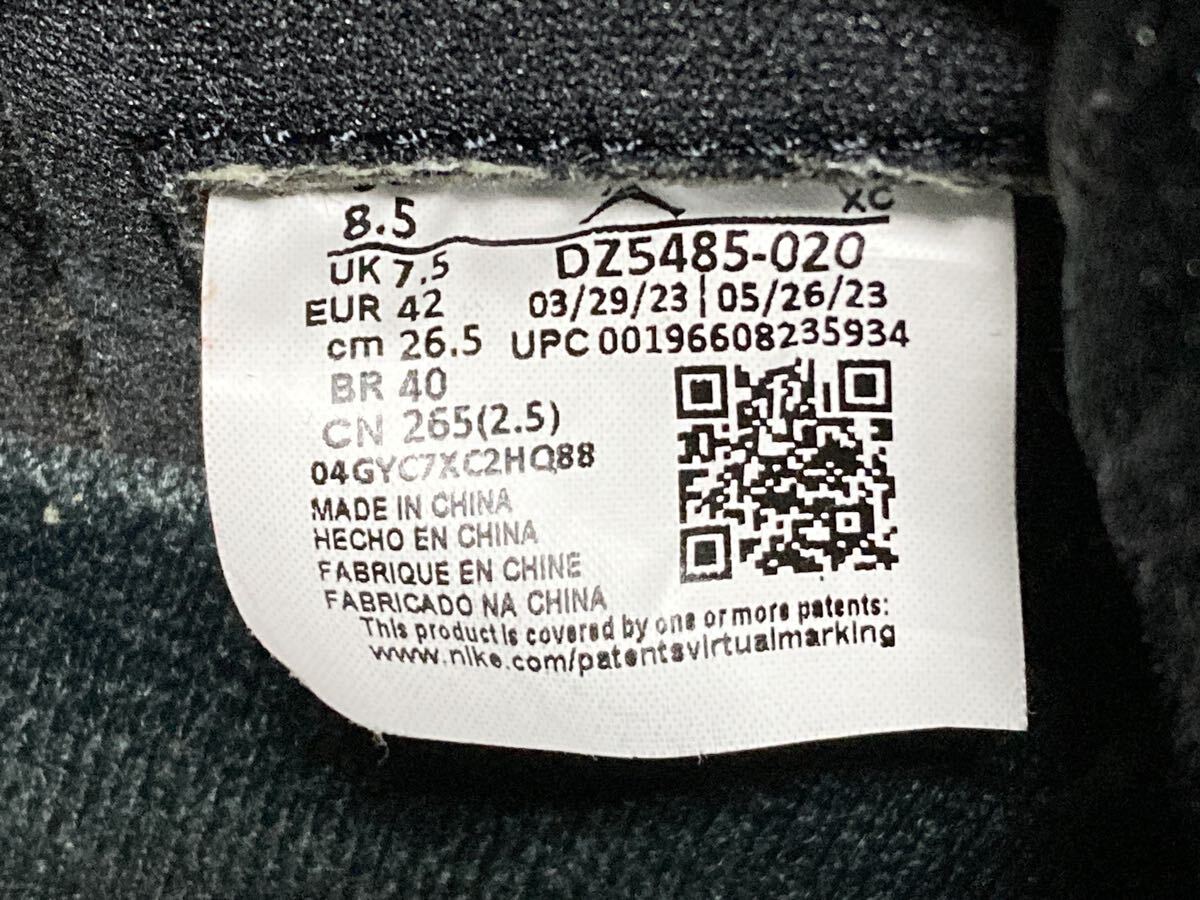 8.5 XC
UK 7.5 DZ5485-020
EUR 42 03/29/23 | 05/26/23
cm 26.5 UPC 00196608235934
BR 40
CN 265(2.5)
04GYC7XC2HQ88
MADE IN CHINA
HECHO EN CHINA
FABRIQUE EN CHINE
FABRICADO NA CHINA
This product is covered by one or more patents:
www.nike.com/patentsvirtualmarking